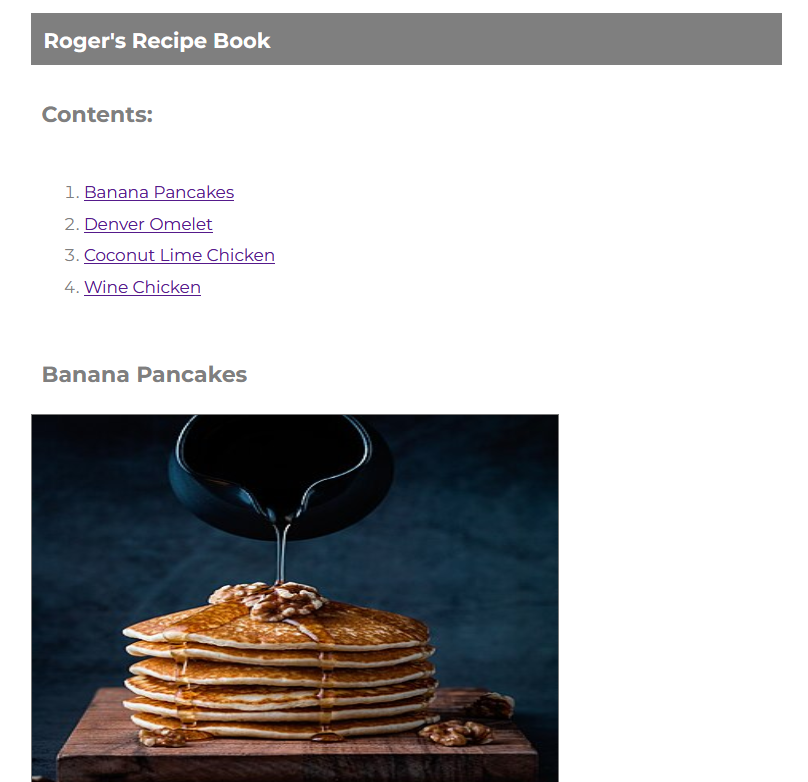 Roger's Recipe Book
Contents:
1. Banana Pancakes
2. Denver Omelet
3. Coconut Lime Chicken
4. Wine Chicken
Banana Pancakes